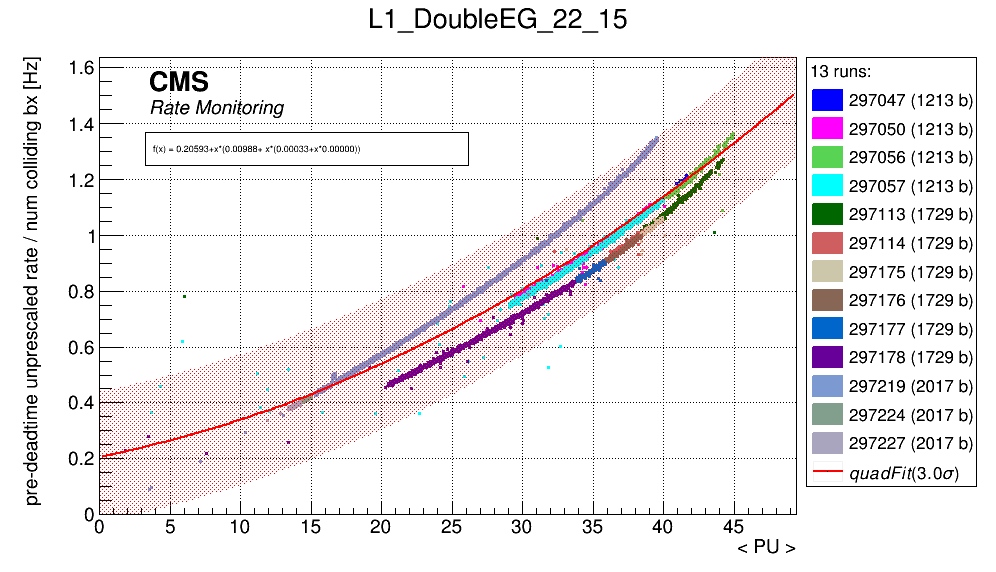 L1_DoubleEG_22_15
pre-deadtime unprescaled rate / num colliding bx [Hz]
CMS
Rate Monitoring
f(x) = 0.20593+x*(0.00988+ x*(0.00033+x*0.00000))
1.6
1.4
1.2
1
0.8
0.6
0.4
0.2
0
0 5 10 15 20 25 30 35 40 45
< PU >
13 runs:
297047 (1213 b)
297050 (1213 b)
297056 (1213 b)
297057 (1213 b)
297113 (1729 b)
297114 (1729 b)
297175 (1729 b)
297176 (1729 b)
297177 (1729 b)
297178 (1729 b)
297219 (2017 b)
297224 (2017 b)
297227 (2017 b)
quadFit(3.0σ)